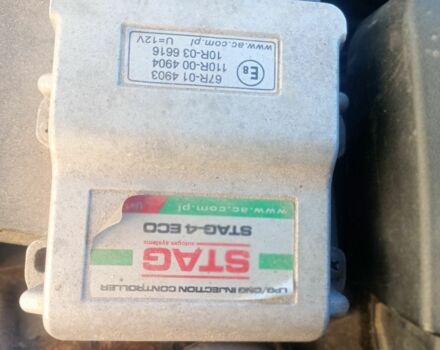 LPG/CNG INJECTION CONTROLLER
STAG
autogas systems
STAG-4 ECO
www.ac.com.pl
E8
67R-01 4903
110R-00 4904
10R-03 6616
www.ac.com.pl
U=12V